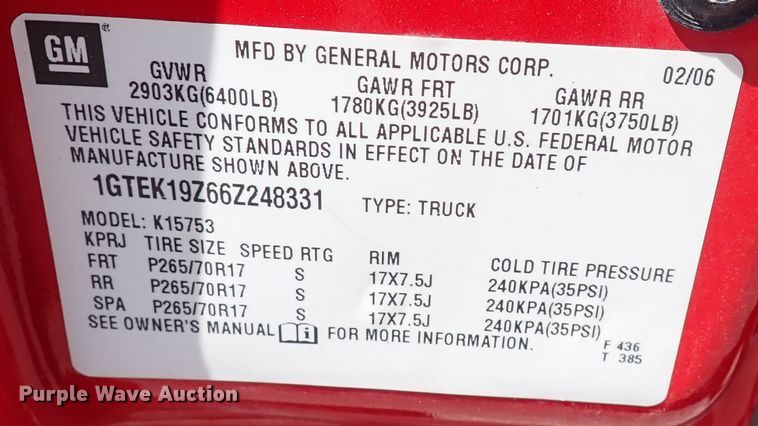 GM ®
MFD BY GENERAL MOTORS CORP. 02/06
GVWR GAWR FRT GAWR RR
2903KG(6400LB) 1780KG(3925LB) 1701KG(3750LB)
THIS VEHICLE CONFORMS TO ALL APPLICABLE U.S. FEDERAL MOTOR
VEHICLE SAFETY STANDARDS IN EFFECT ON THE DATE OF
MANUFACTURE SHOWN ABOVE.
1GTEK19Z66Z248331 TYPE: TRUCK
MODEL: K15753
KPRJ TIRE SIZE SPEED RTG RIM COLD TIRE PRESSURE
FRT P265/70R17 S 17X7.5J 240KPA(35PSI)
RR P265/70R17 S 17X7.5J 240KPA(35PSI)
SPA P265/70R17 S 17X7.5J 240KPA(35PSI)
SEE OWNER'S MANUAL i FOR MORE INFORMATION.
F 436
T 385
Purple Wave Auction